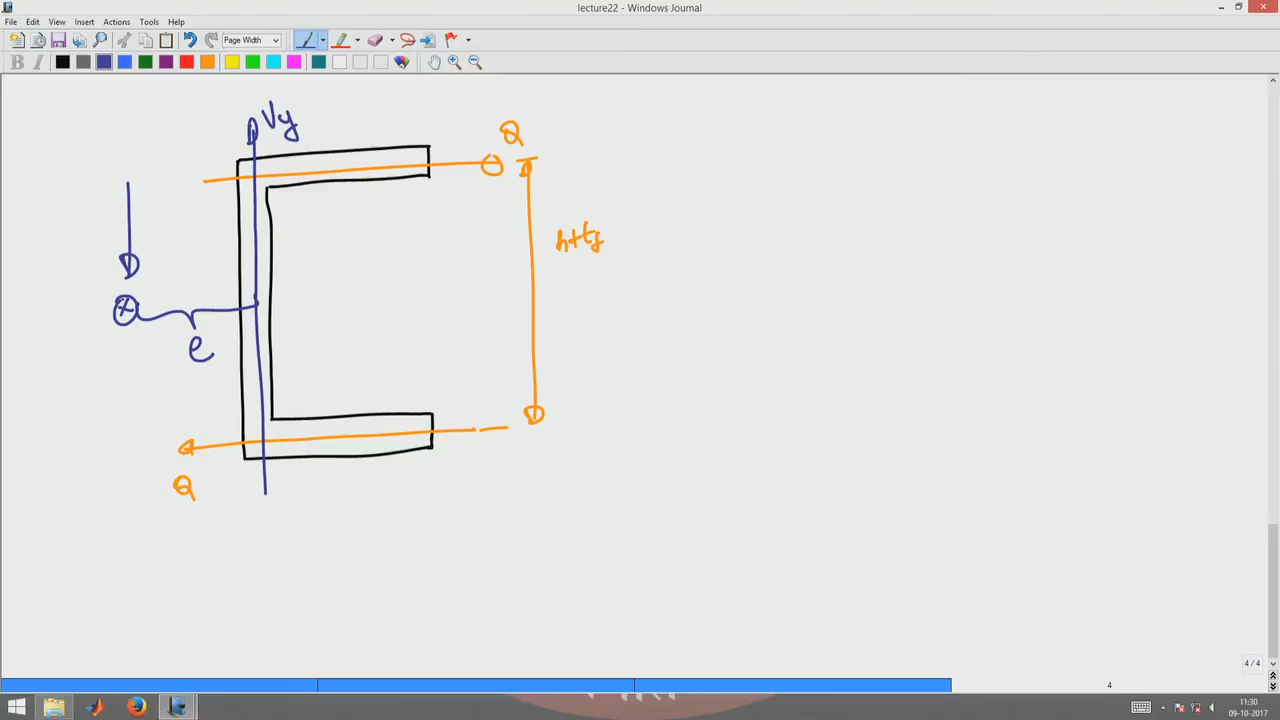 lecture22 - Windows Journal
File Edit View Insert Actions Tools Help
Page Width
B I
Vy
Q
h+tf
e
Q
4 / 4
4
11:30
09-10-2017